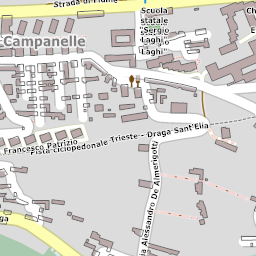 Strada di Fiume
Scuola
statale
"Sergio
Laghi
Laghi"
Campanelle
Pista ciclopedonale Trieste - Draga Sant'Elia
Francesco Patrizio
Via Alessandro De Almerigotti